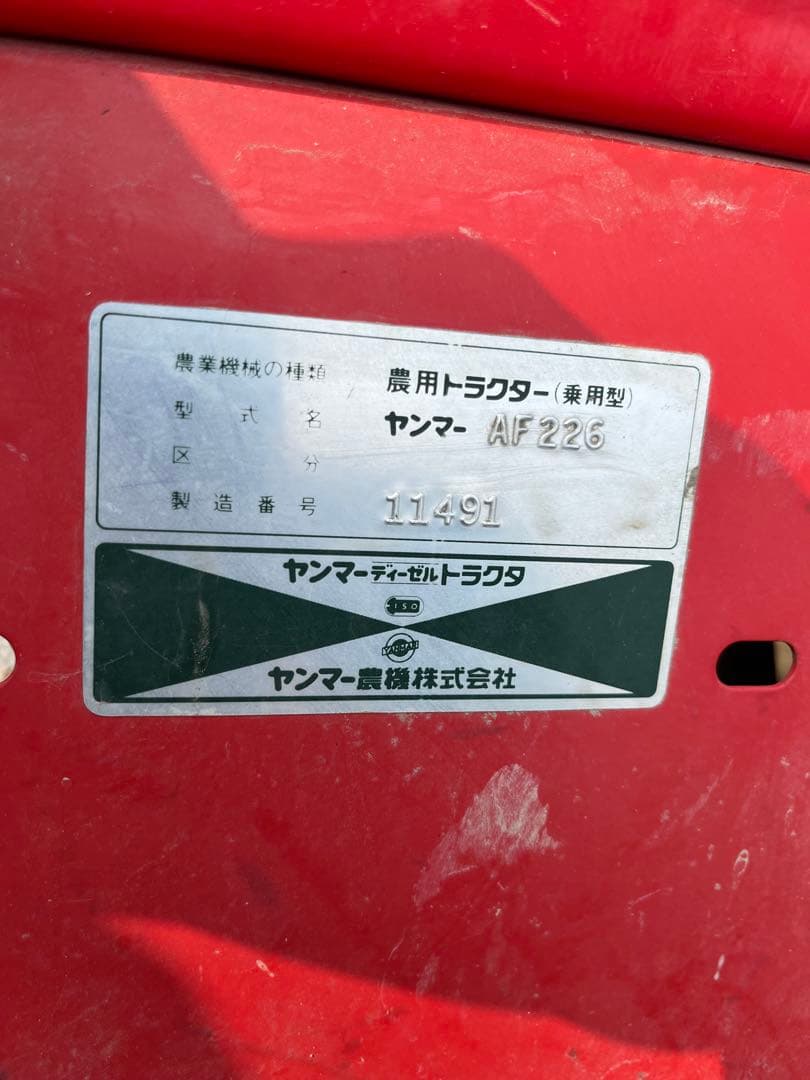 農業機械の種類 農用トラクター(乗用型)
型式名 ヤンマー AF226
区分
製造番号 11491
ヤンマーディーゼルトラクタ
ISO
YANMAR
ヤンマー農機株式会社